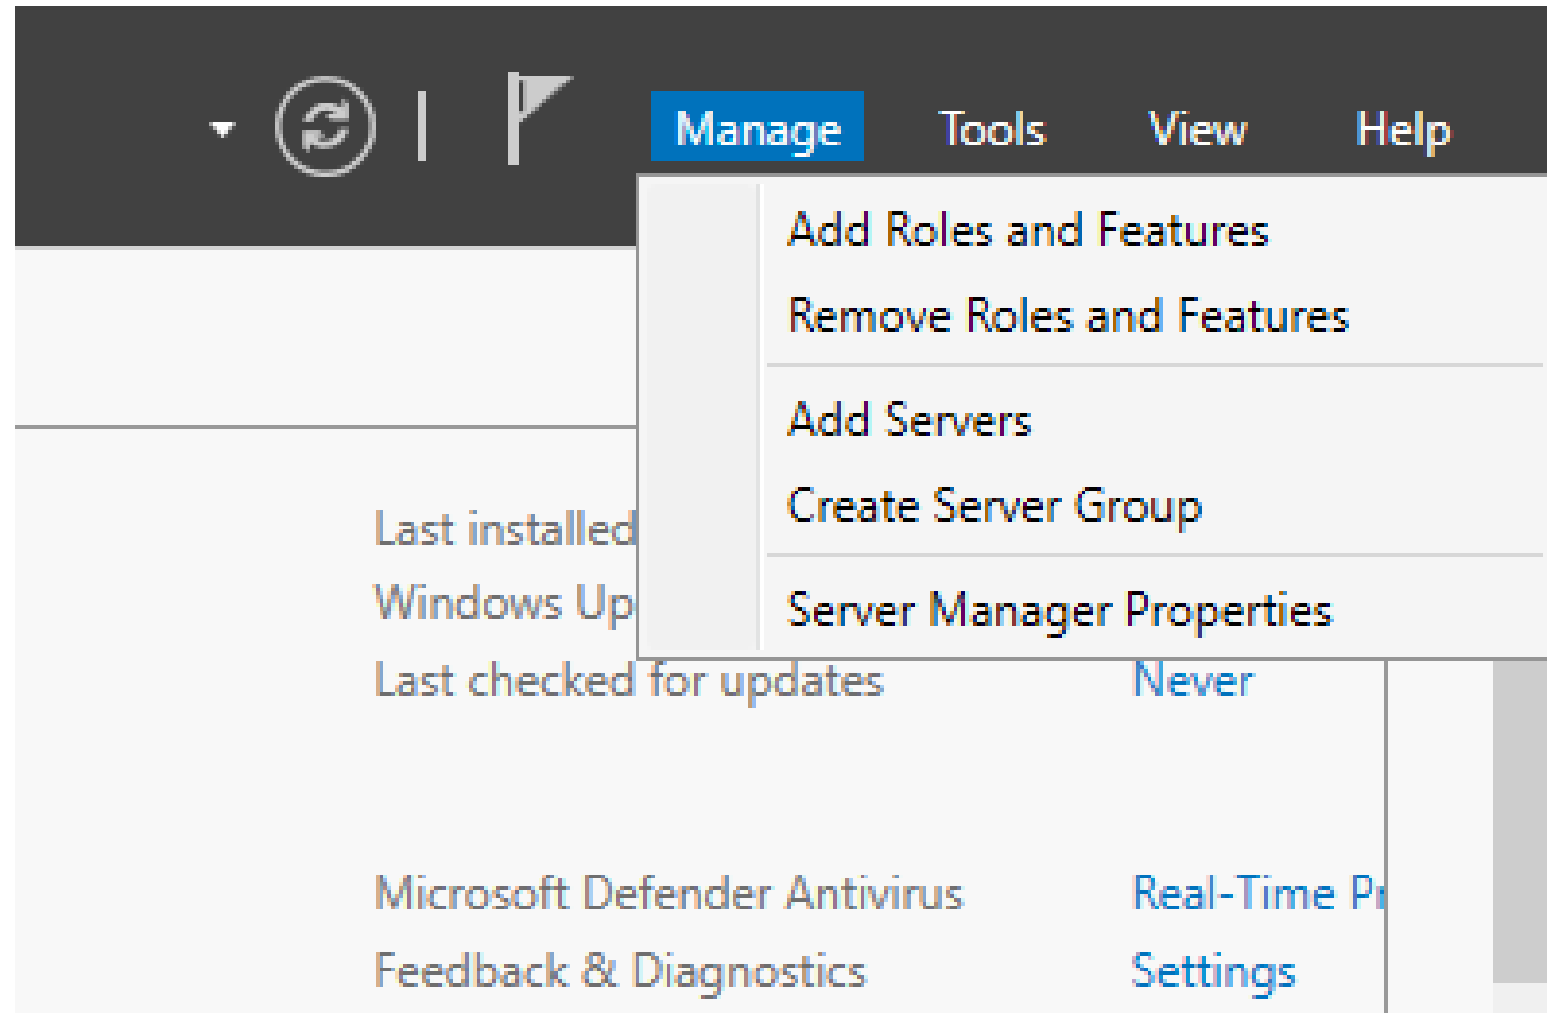 Manage Tools View Help
Add Roles and Features
Remove Roles and Features
Add Servers
Create Server Group
Server Manager Properties
Last installed
Windows Up
Last checked for updates Never
Microsoft Defender Antivirus Real-Time Pr
Feedback & Diagnostics Settings